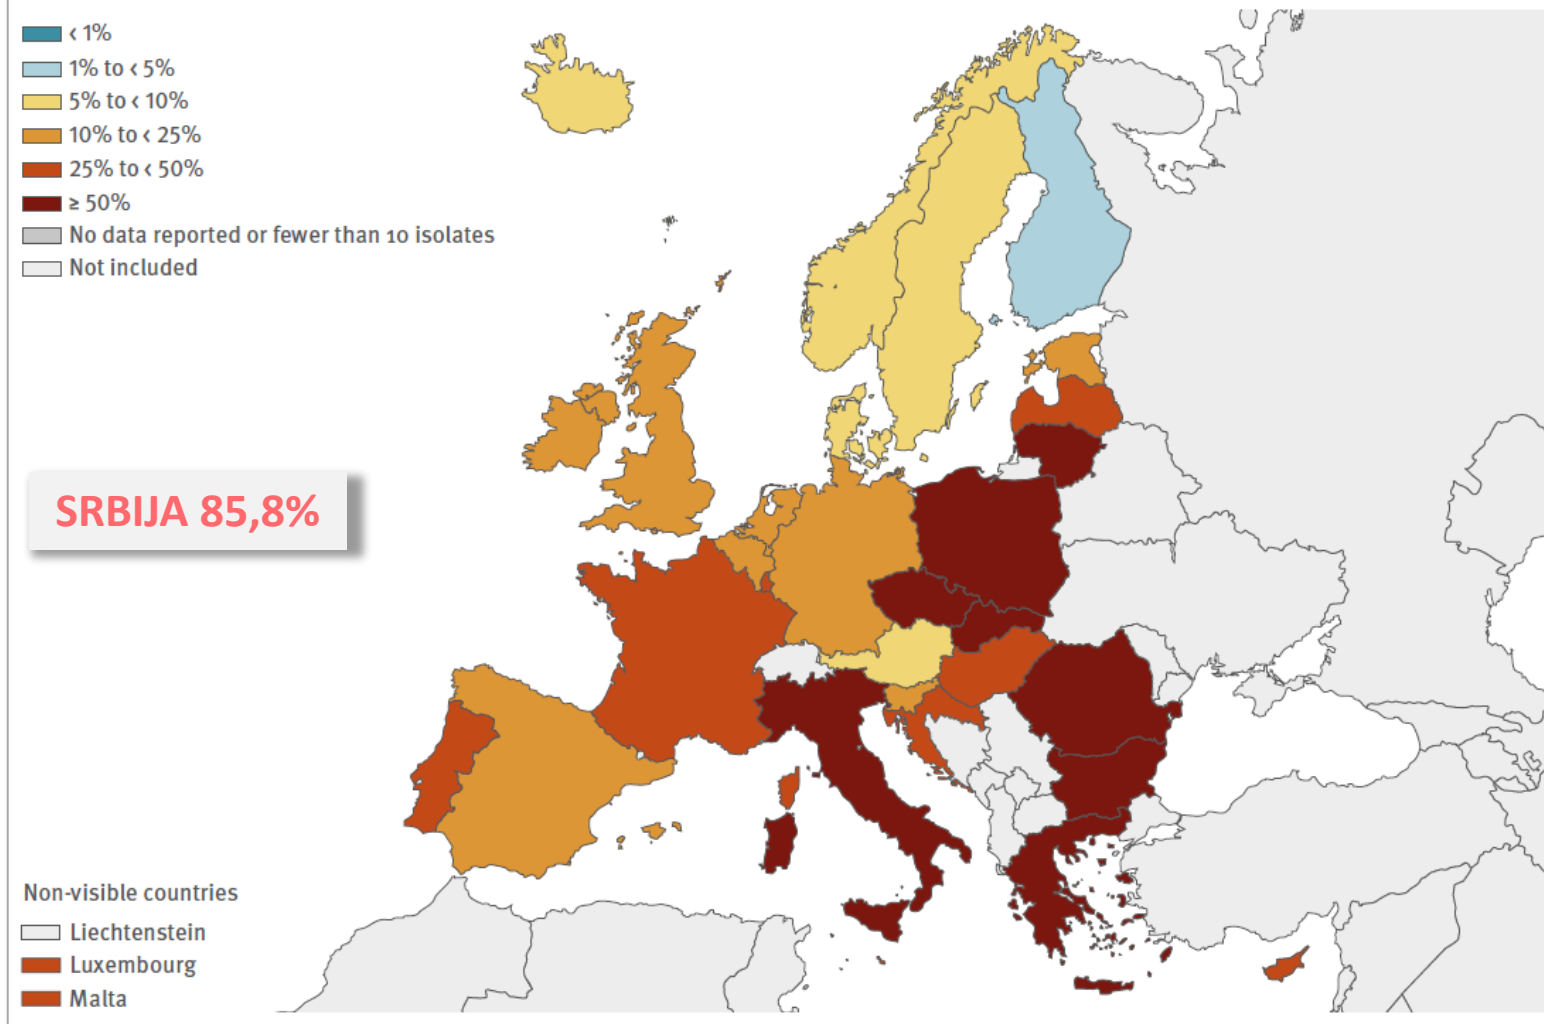 < 1%
1% to < 5%
5% to < 10%
10% to < 25%
25% to < 50%
≥ 50%
No data reported or fewer than 10 isolates
Not included
SRBIJA 85,8%
Non-visible countries
Liechtenstein
Luxembourg
Malta